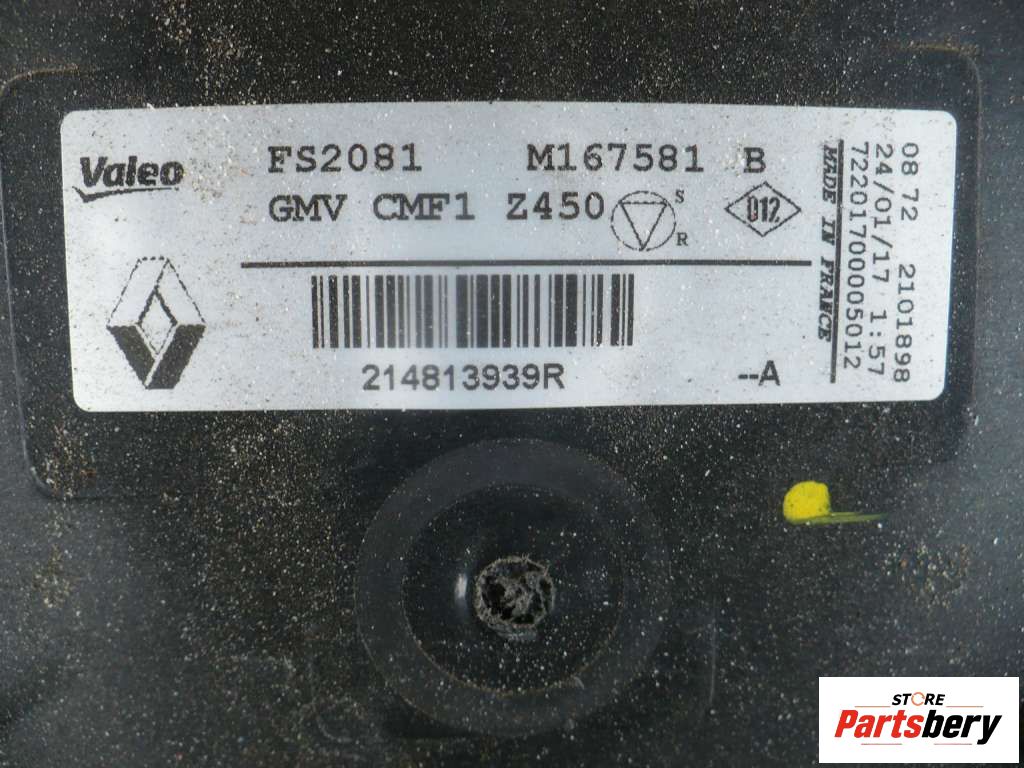 Valeo
FS2081 M167581 B
GMV CMF1 Z450 S R D12
214813939R --A
08 72 2101898
24/01/17 1:57
72201700005012
MADE IN FRANCE
STORE
Partsbery